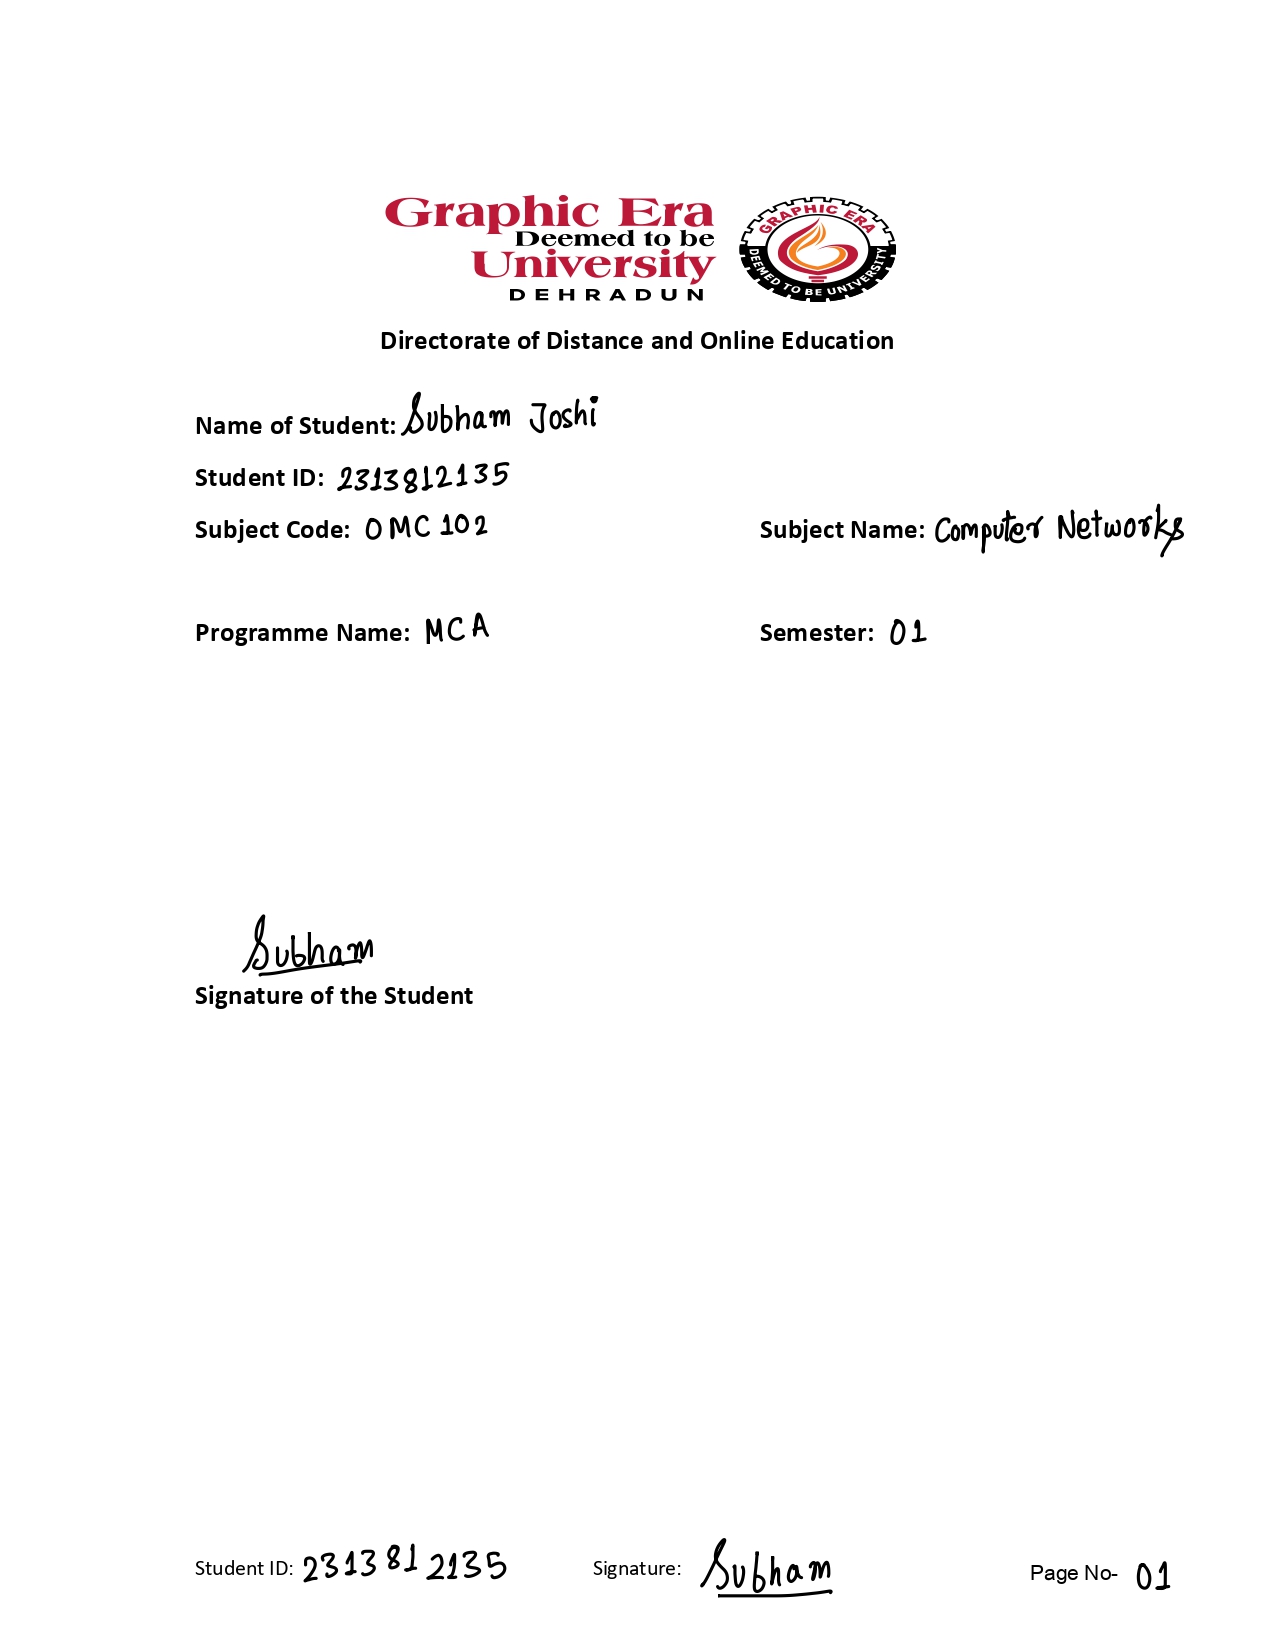 Graphic Era
Deemed to be
University
DEHRADUN
GRAPHIC ERA
DEEMED TO BE UNIVERSITY
Directorate of Distance and Online Education
Name of Student: Subham Joshi
Student ID: 2313812135
Subject Code: OMC 102 Subject Name: Computer Networks
Programme Name: MCA Semester: 01
Subham
Signature of the Student
Student ID: 2313812135 Signature: Subham Page No- 01